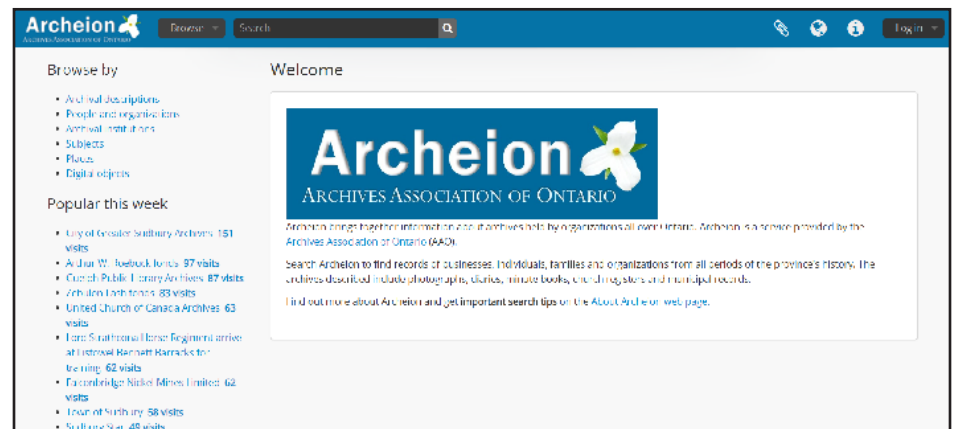 Archeion
ARCHIVES ASSOCIATION OF ONTARIO
Browse
Search
Login
Browse by
Archival descriptions
People and organizations
Archival institutions
Subjects
Places
Digital objects
Popular this week
City of Greater Sudbury Archives 151
visits
Arthur W. Roebuck fonds 97 visits
Guelph Public Library Archives 87 visits
Zebulon Lash fonds 83 visits
United Church of Canada Archives 63
visits
Lord Strathcona Horse Regiment arrive
at Listowel Bennett Barracks for
training 62 visits
Falconbridge Nickel Mines Limited 62
visits
Town of Sudbury 58 visits
Sudbury Star 49 visits
Welcome
Archeion
ARCHIVES ASSOCIATION OF ONTARIO
Archeion brings together information about archives held by organizations all over Ontario. Archeion is a service provided by the
Archives Association of Ontario (AAO).
Search Archeion to find records of businesses, individuals, families and organizations from all periods of the province's history. The
archives described include photographs, diaries, minute books, church registers and municipal records.
Find out more about Archeion and get important search tips on the About Archeion web page.